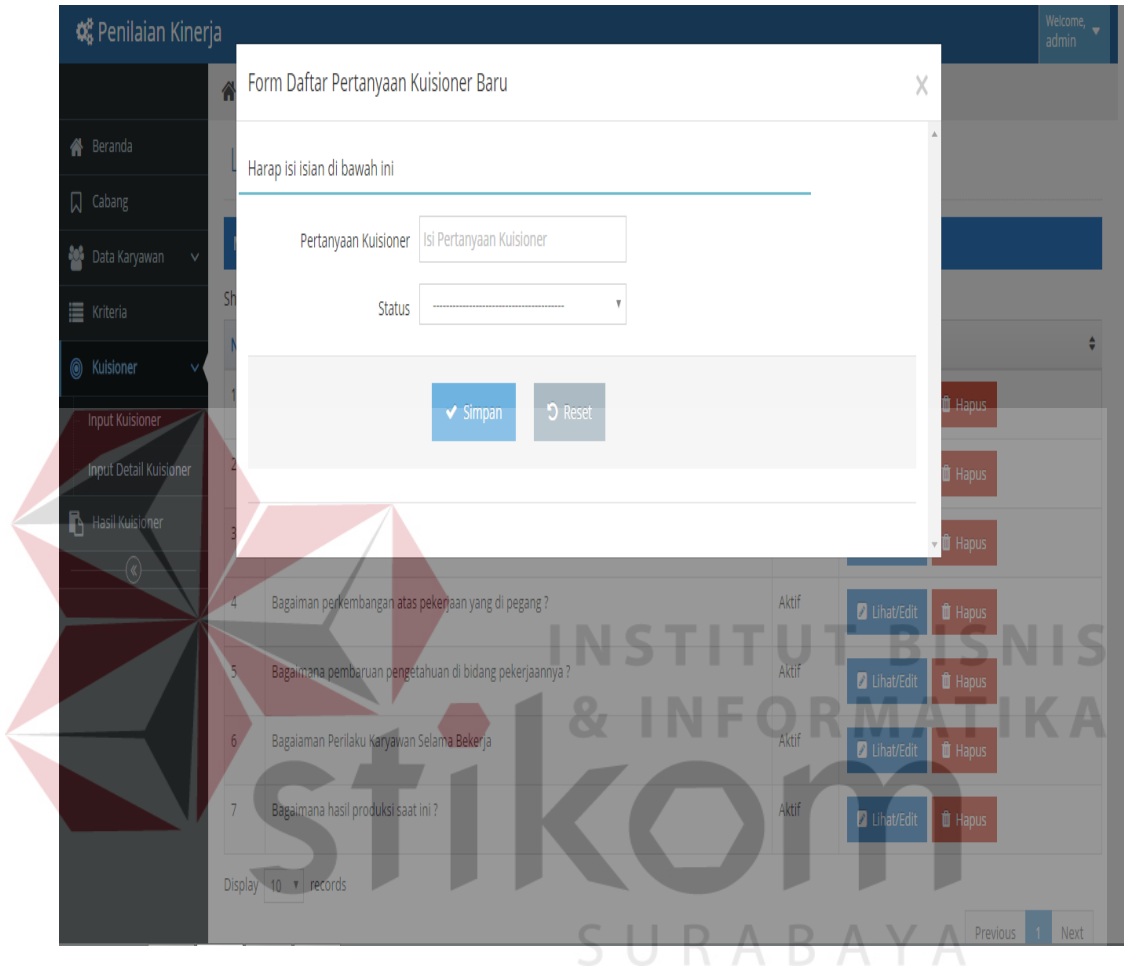 Penilaian Kinerja
Welcome,
admin
Form Daftar Pertanyaan Kuisioner Baru
Beranda
Cabang
Data Karyawan
Kriteria
Kuisioner
Input Kuisioner
Input Detail Kuisioner
Hasil Kuisioner
Harap isi isian di bawah ini
Pertanyaan Kuisioner Isi Pertanyaan Kuisioner
Status ----------------------------------------
Simpan Reset
Sh
1 Hapus
2 Hapus
3 Hapus
4 Bagaiman perkembangan atas pekerjaan yang di pegang ? Aktif Lihat/Edit Hapus
5 Bagaimana pembaruan pengetahuan di bidang pekerjaannya ? Aktif Lihat/Edit Hapus
6 Bagaiaman Perilaku Karyawan Selama Bekerja Aktif Lihat/Edit Hapus
7 Bagaimana hasil produksi saat ini ? Aktif Lihat/Edit Hapus
Display 10 records
Previous 1 Next
INSTITUT BISNIS
& INFORMATIKA
stikom
SURABAYA